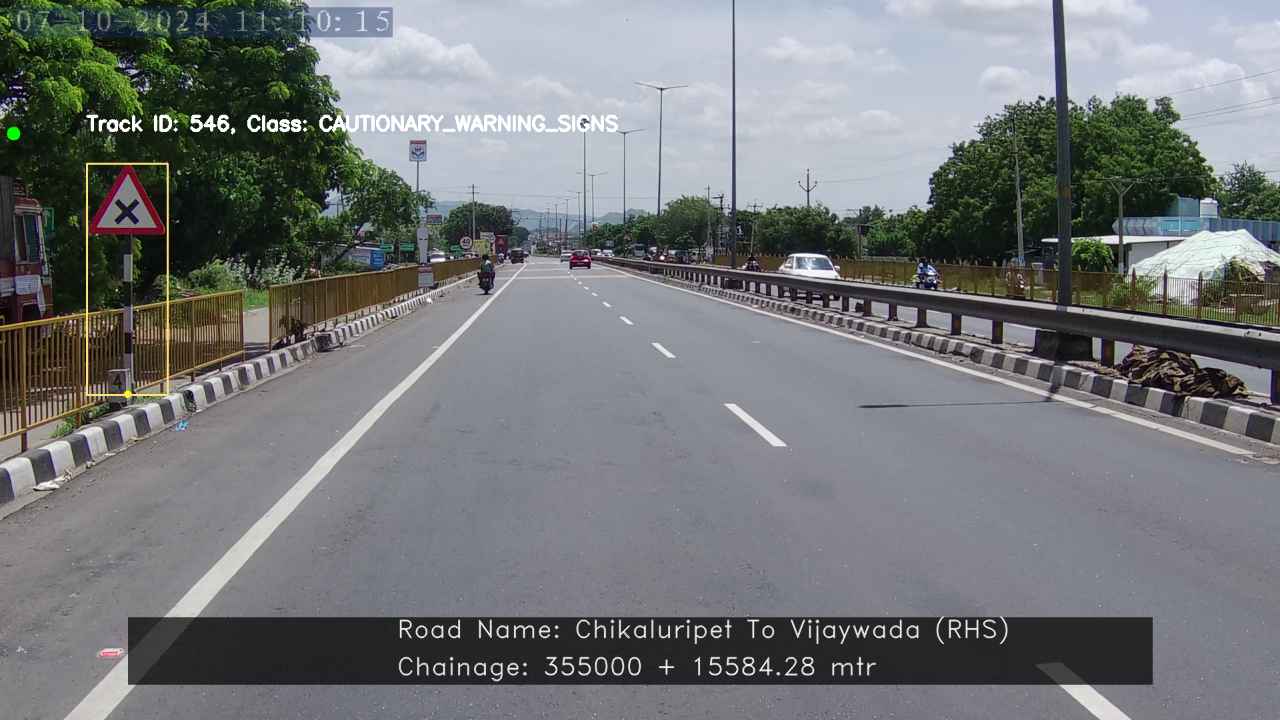 07-10-2024 11:10:15
Track ID: 546, Class: CAUTIONARY_WARNING_SIGNS
4
Road Name: Chikaluripet To Vijaywada (RHS)
Chainage: 355000 + 15584.28 mtr